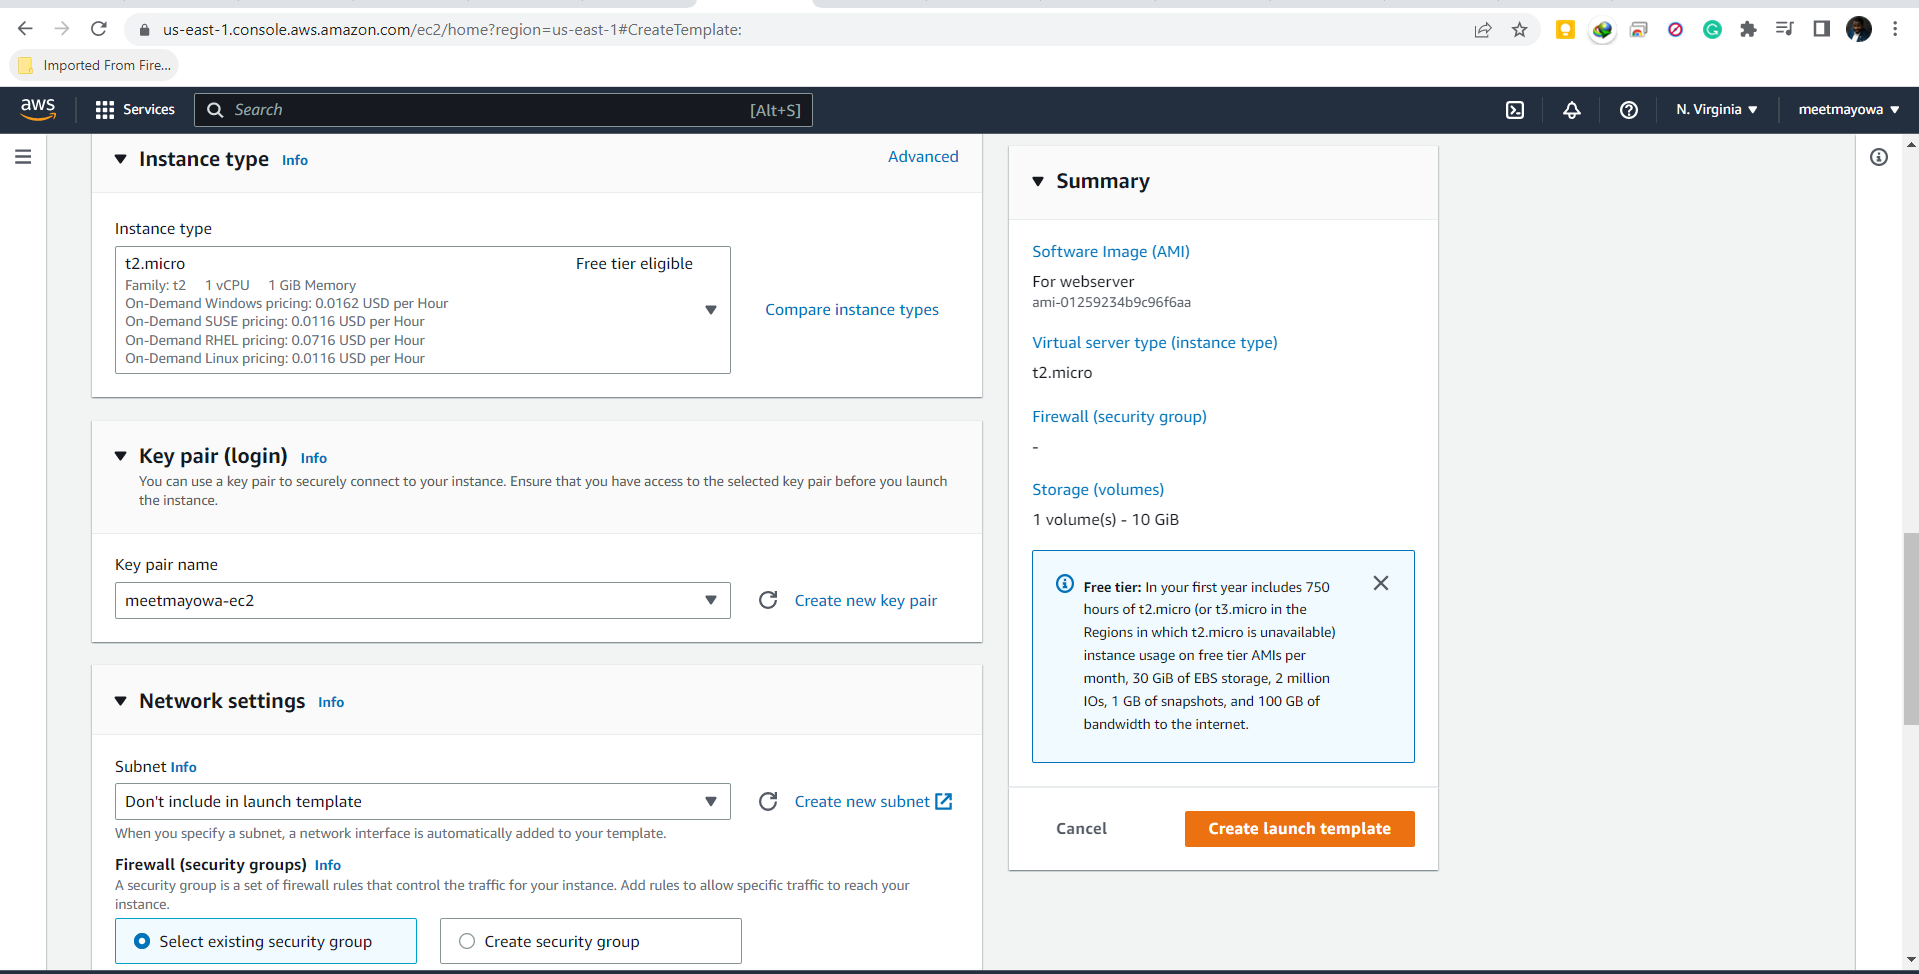 us-east-1.console.aws.amazon.com/ec2/home?region=us-east-1#CreateTemplate:
Imported From Fire...
aws
Services
Search
[Alt+S]
N. Virginia
meetmayowa
Instance type Info
Advanced
Instance type
t2.micro
Free tier eligible
Family: t2 1 vCPU 1 GiB Memory
On-Demand Windows pricing: 0.0162 USD per Hour
On-Demand SUSE pricing: 0.0116 USD per Hour
On-Demand RHEL pricing: 0.0716 USD per Hour
On-Demand Linux pricing: 0.0116 USD per Hour
Compare instance types
Key pair (login) Info
You can use a key pair to securely connect to your instance. Ensure that you have access to the selected key pair before you launch
the instance.
Key pair name
meetmayowa-ec2
Create new key pair
Network settings Info
Subnet Info
Don't include in launch template
Create new subnet
When you specify a subnet, a network interface is automatically added to your template.
Firewall (security groups) Info
A security group is a set of firewall rules that control the traffic for your instance. Add rules to allow specific traffic to reach your
instance.
Select existing security group
Create security group
Summary
Software Image (AMI)
For webserver
ami-01259234b9c96f6aa
Virtual server type (instance type)
t2.micro
Firewall (security group)
-
Storage (volumes)
1 volume(s) - 10 GiB
Free tier: In your first year includes 750
hours of t2.micro (or t3.micro in the
Regions in which t2.micro is unavailable)
instance usage on free tier AMIs per
month, 30 GiB of EBS storage, 2 million
IOs, 1 GB of snapshots, and 100 GB of
bandwidth to the internet.
Cancel
Create launch template